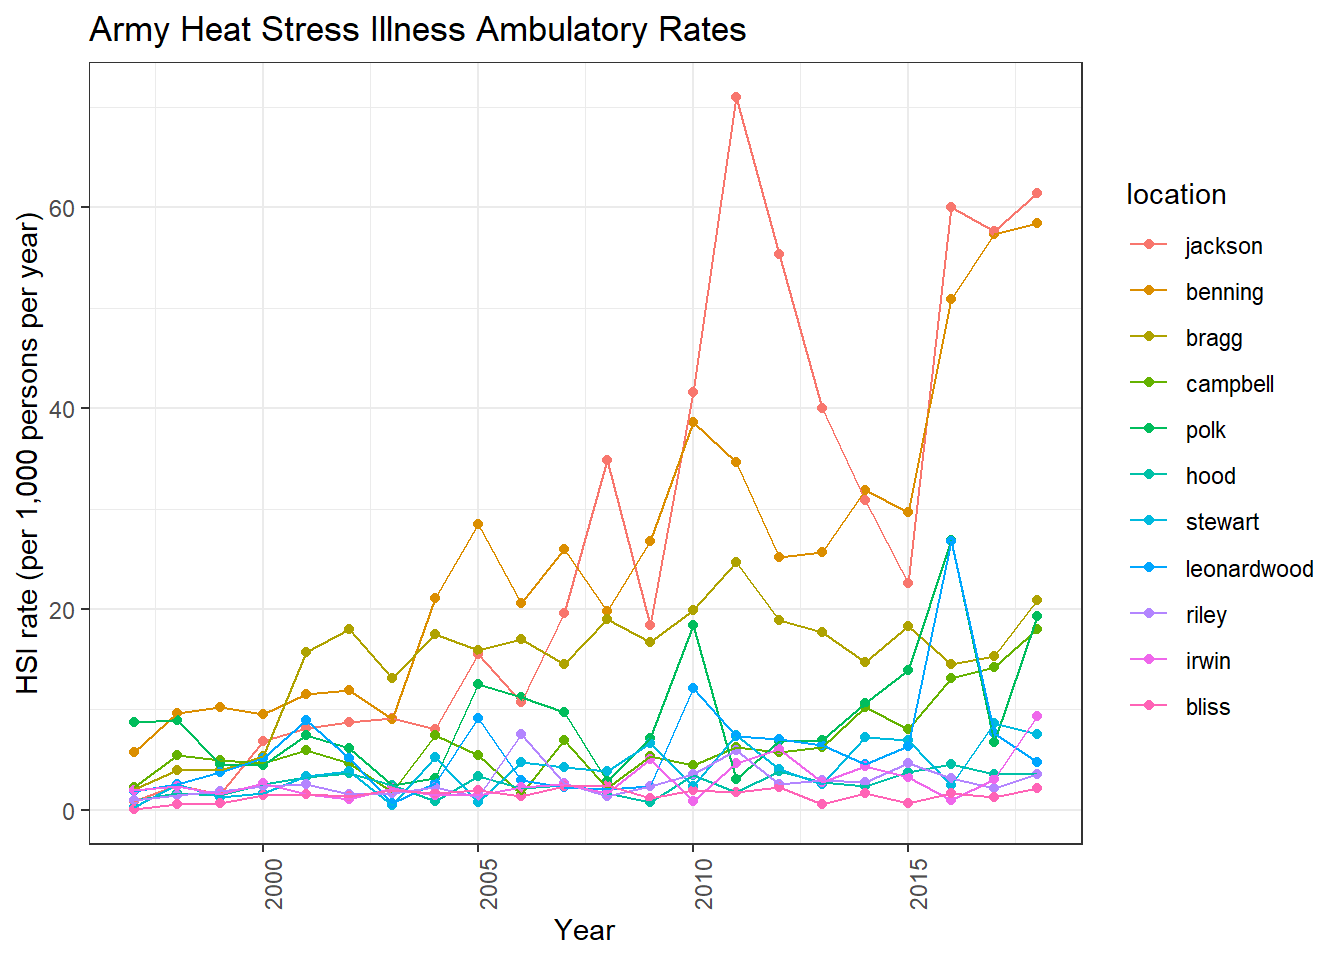 Army Heat Stress Illness Ambulatory Rates
HSI rate (per 1,000 persons per year)
60
40
20
0
2000
2005
2010
2015
Year
location
jackson
benning
bragg
campbell
polk
hood
stewart
leonardwood
riley
irwin
bliss